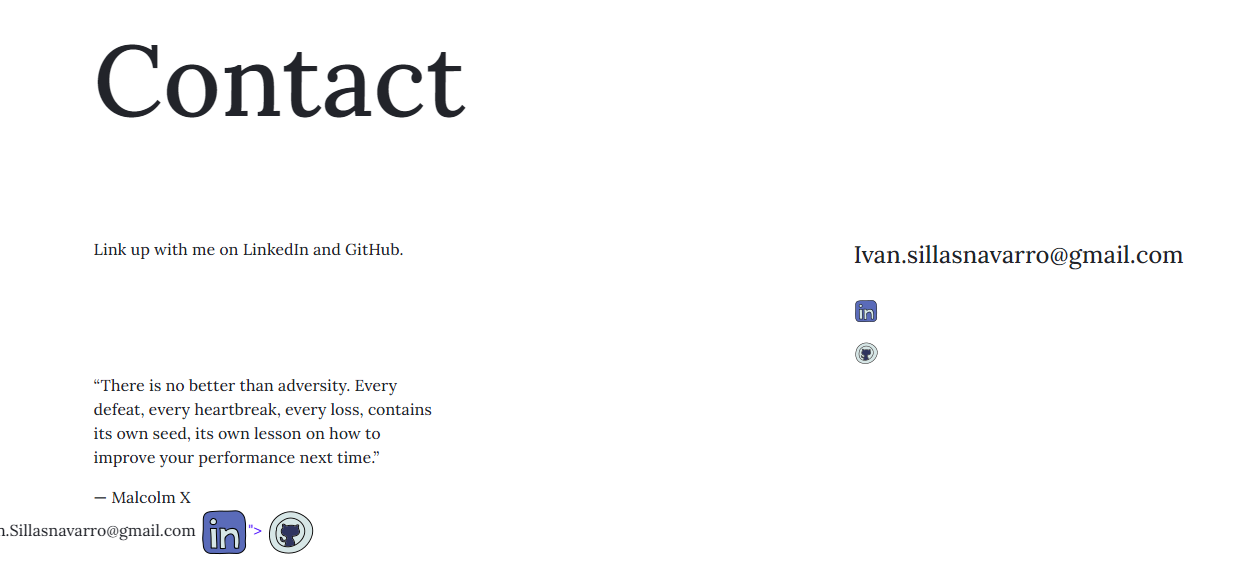 Contact
Link up with me on LinkedIn and GitHub.
Ivan.sillasnavarro@gmail.com
in
“There is no better than adversity. Every
defeat, every heartbreak, every loss, contains
its own seed, its own lesson on how to
improve your performance next time.”
— Malcolm X
n.Sillasnavarro@gmail.com in ">